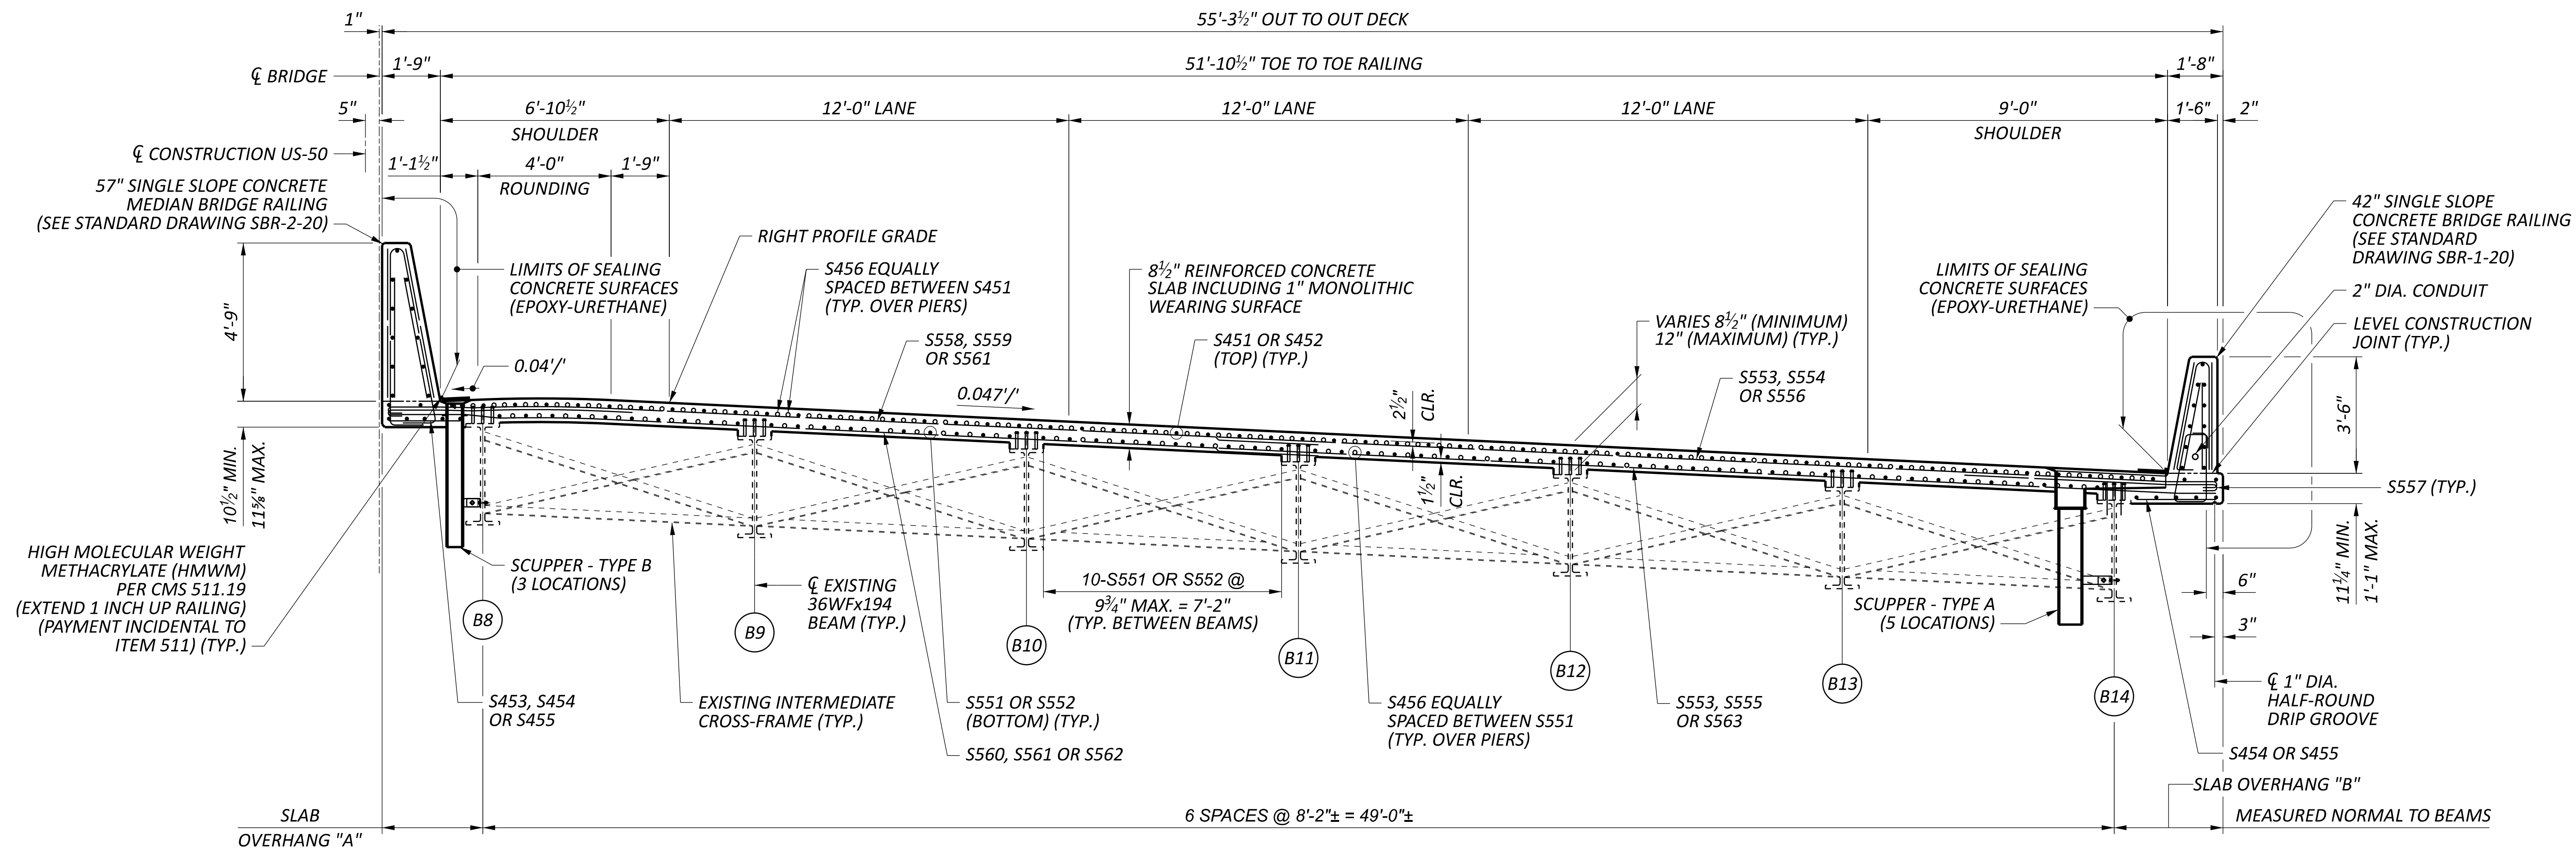 1"
55'-3½" OUT TO OUT DECK
℄ BRIDGE
1'-9"
51'-10½" TOE TO TOE RAILING
1'-8"
5"
6'-10½"
SHOULDER
12'-0" LANE
12'-0" LANE
12'-0" LANE
9'-0"
SHOULDER
1'-6"
2"
℄ CONSTRUCTION US-50
1'-1½"
4'-0"
ROUNDING
1'-9"
57" SINGLE SLOPE CONCRETE
MEDIAN BRIDGE RAILING
(SEE STANDARD DRAWING SBR-2-20)
4'-9"
LIMITS OF SEALING
CONCRETE SURFACES
(EPOXY-URETHANE)
0.04'/'
RIGHT PROFILE GRADE
S456 EQUALLY
SPACED BETWEEN S451
(TYP. OVER PIERS)
S558, S559
OR S561
0.047'/'
8½" REINFORCED CONCRETE
SLAB INCLUDING 1" MONOLITHIC
WEARING SURFACE
S451 OR S452
(TOP) (TYP.)
2½"
CLR.
1½"
CLR.
VARIES 8½" (MINIMUM)
12" (MAXIMUM) (TYP.)
S553, S554
OR S556
LIMITS OF SEALING
CONCRETE SURFACES
(EPOXY-URETHANE)
42" SINGLE SLOPE
CONCRETE BRIDGE RAILING
(SEE STANDARD
DRAWING SBR-1-20)
2" DIA. CONDUIT
LEVEL CONSTRUCTION
JOINT (TYP.)
3'-6"
S557 (TYP.)
10½" MIN.
11⅝" MAX.
11¼" MIN.
1'-1" MAX.
HIGH MOLECULAR WEIGHT
METHACRYLATE (HMWM)
PER CMS 511.19
(EXTEND 1 INCH UP RAILING)
(PAYMENT INCIDENTAL TO
ITEM 511) (TYP.)
SCUPPER - TYPE B
(3 LOCATIONS)
℄ EXISTING
36WFx194
BEAM (TYP.)
10-S551 OR S552 @
9¾" MAX. = 7'-2"
(TYP. BETWEEN BEAMS)
SCUPPER - TYPE A
(5 LOCATIONS)
6"
3"
B8
B9
B10
B11
B12
B13
B14
S453, S454
OR S455
EXISTING INTERMEDIATE
CROSS-FRAME (TYP.)
S551 OR S552
(BOTTOM) (TYP.)
S560, S561 OR S562
S456 EQUALLY
SPACED BETWEEN S551
(TYP. OVER PIERS)
S553, S555
OR S563
℄ 1" DIA.
HALF-ROUND
DRIP GROOVE
S454 OR S455
SLAB
OVERHANG "A"
6 SPACES @ 8'-2"± = 49'-0"±
SLAB OVERHANG "B"
MEASURED NORMAL TO BEAMS